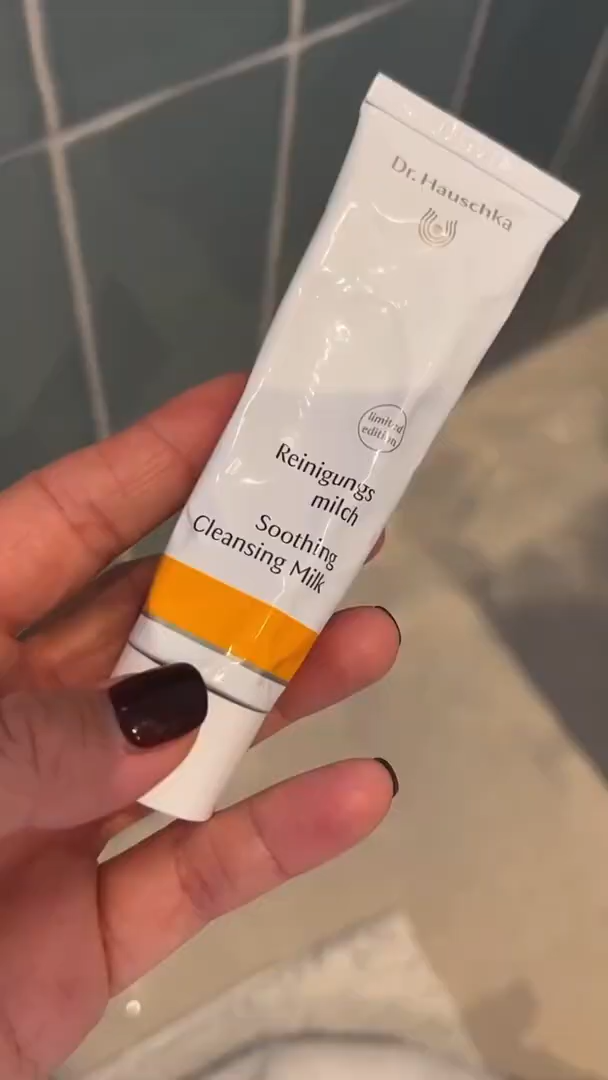 Dr. Hauschka
limited
edition
Reinigungs
milch
Soothing
Cleansing Milk